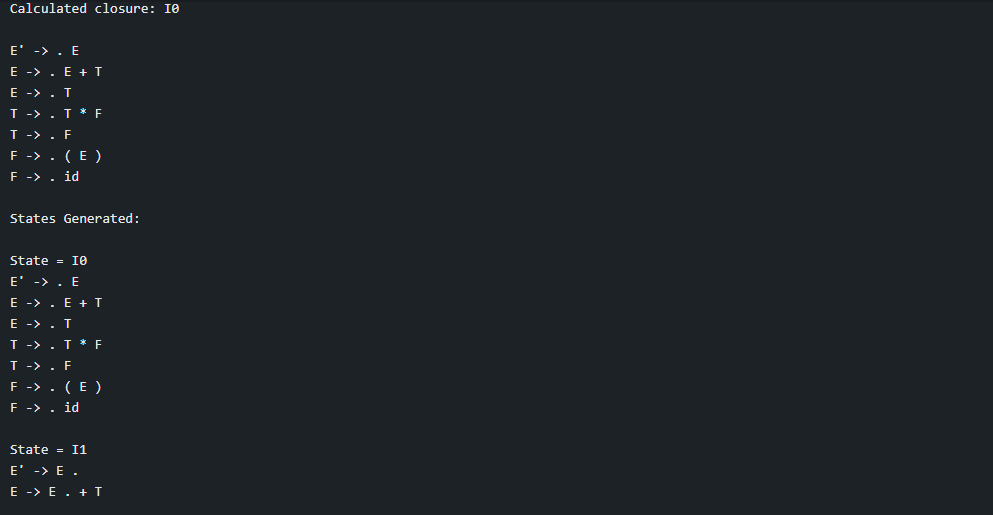 Calculated closure: I0
E' -> . E
E -> . E + T
E -> . T
T -> . T * F
T -> . F
F -> . ( E )
F -> . id
States Generated:
State = I0
E' -> . E
E -> . E + T
E -> . T
T -> . T * F
T -> . F
F -> . ( E )
F -> . id
State = I1
E' -> E .
E -> E . + T